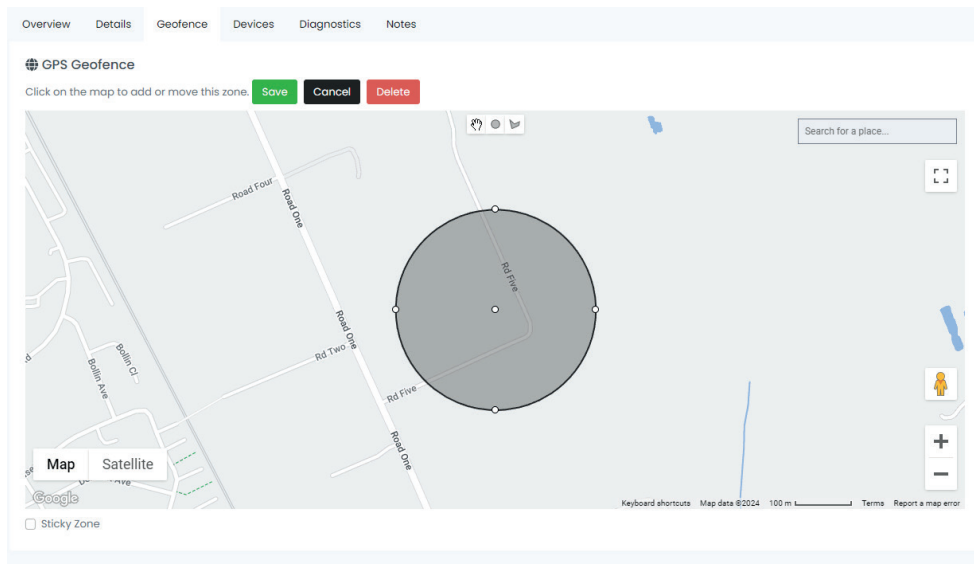 Overview Details Geofence Devices Diagnostics Notes
GPS Geofence
Click on the map to add or move this zone. Save Cancel Delete
Search for a place...
Road Four
Road One
Rd Five
Road One
Rd Two
Bollin Cl
Bollin Ave
Rd Five
Road One
Map Satellite
Ave
Google
Keyboard shortcuts Map data ©2024 100 m Terms Report a map error
Sticky Zone